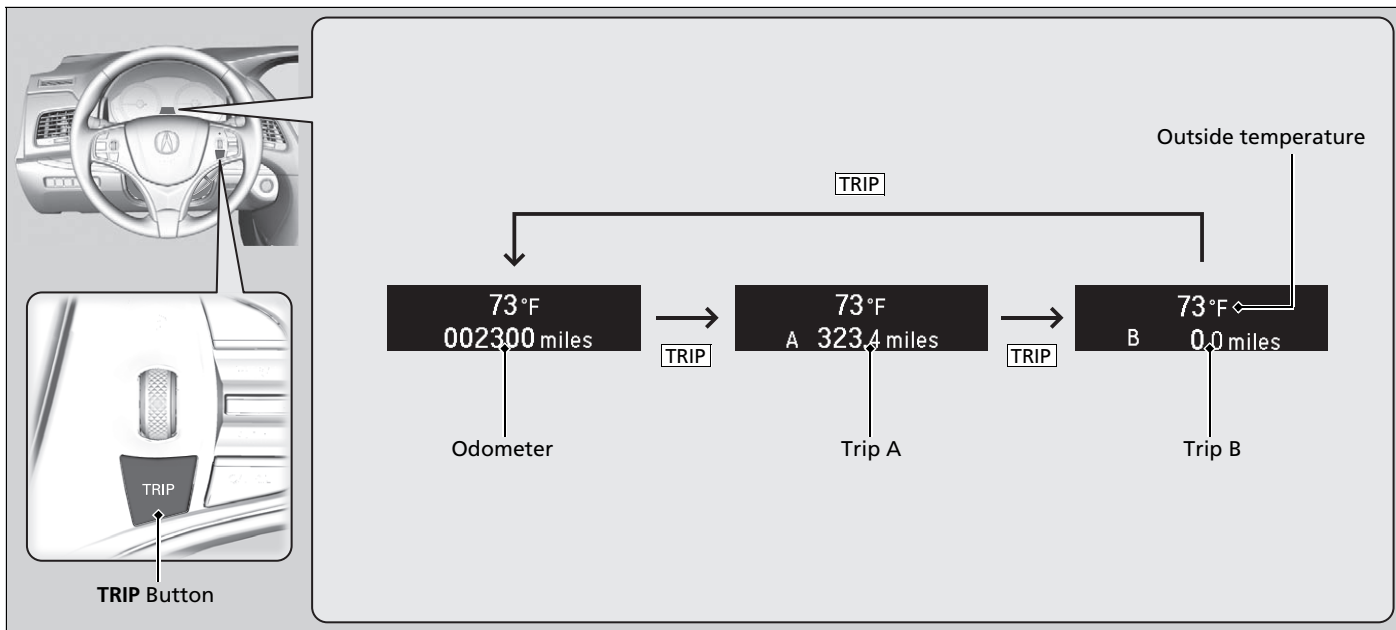 Outside temperature
TRIP
73°F
002300 miles
TRIP
73°F
A 323.4 miles
TRIP
73°F
B 0.0 miles
Odometer
Trip A
Trip B
TRIP
TRIP Button